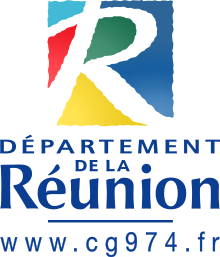 R
DÉPARTEMENT
DE LA
Réunion
www.cg974.fr